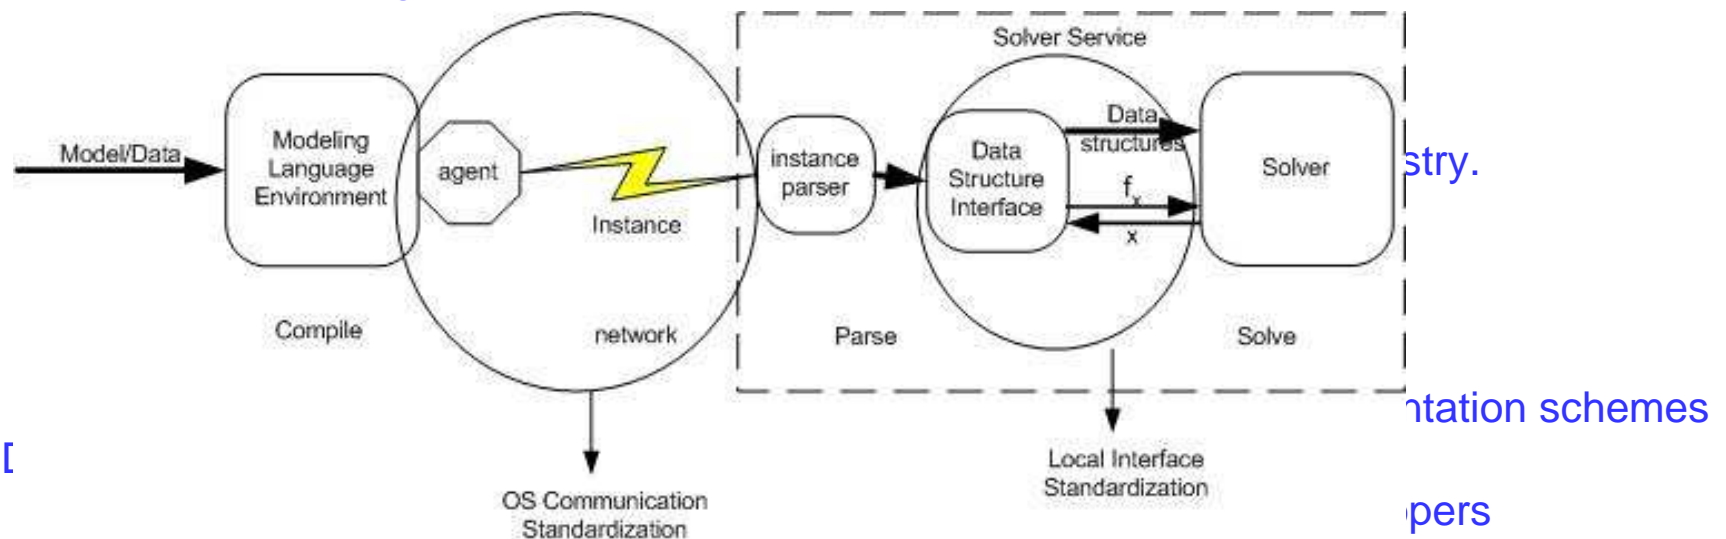 Solver Service
Model/Data
Modeling
Language
Environment
agent
Instance
instance
parser
Data
Structure
Interface
Data
structures
f_x
x
Solver
stry.
Compile
network
Parse
Solve
ntation schemes
OS Communication
Standardization
Local Interface
Standardization
pers